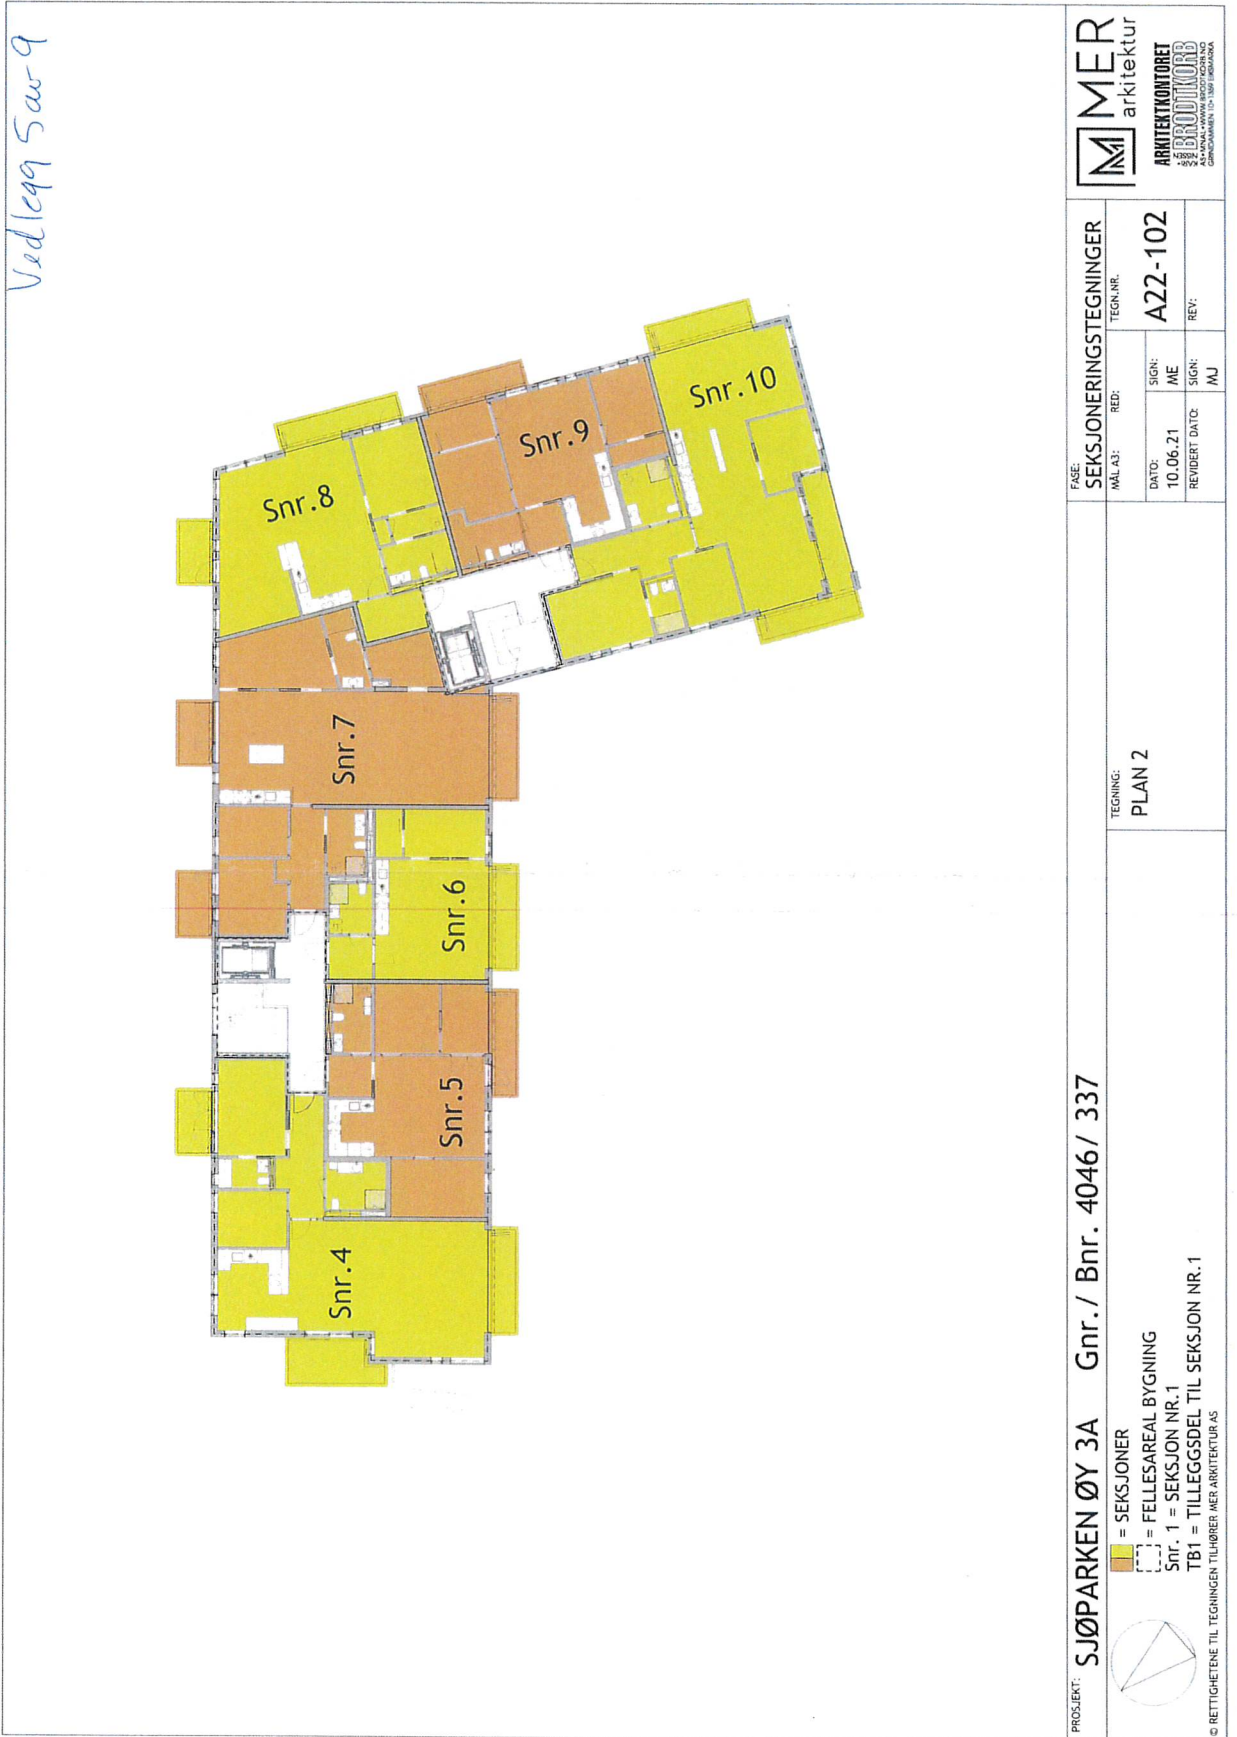 Vedlegg 5 av 9
Snr.4
Snr.5
Snr.6
Snr.7
Snr.8
Snr.9
Snr.10
PROSJEKT:
SJØPARKEN ØY 3A Gnr./ Bnr. 4046/ 337
= SEKSJONER
= FELLESAREAL BYGNING
Snr. 1 = SEKSJON NR.1
TB1 = TILLEGGSDEL TIL SEKSJON NR.1
© RETTIGHETENE TIL TEGNINGEN TILHØRER MER ARKITEKTUR AS
TEGNING:
PLAN 2
FASE:
SEKSJONERINGSTEGNINGER
MÅL A3:
RED:
TEGN.NR.
A22-102
DATO:
10.06.21
SIGN:
ME
REVIDERT DATO:
SIGN:
MJ
REV:
M MER
arkitektur
ARKITEKTKONTORET
BRODTKORB